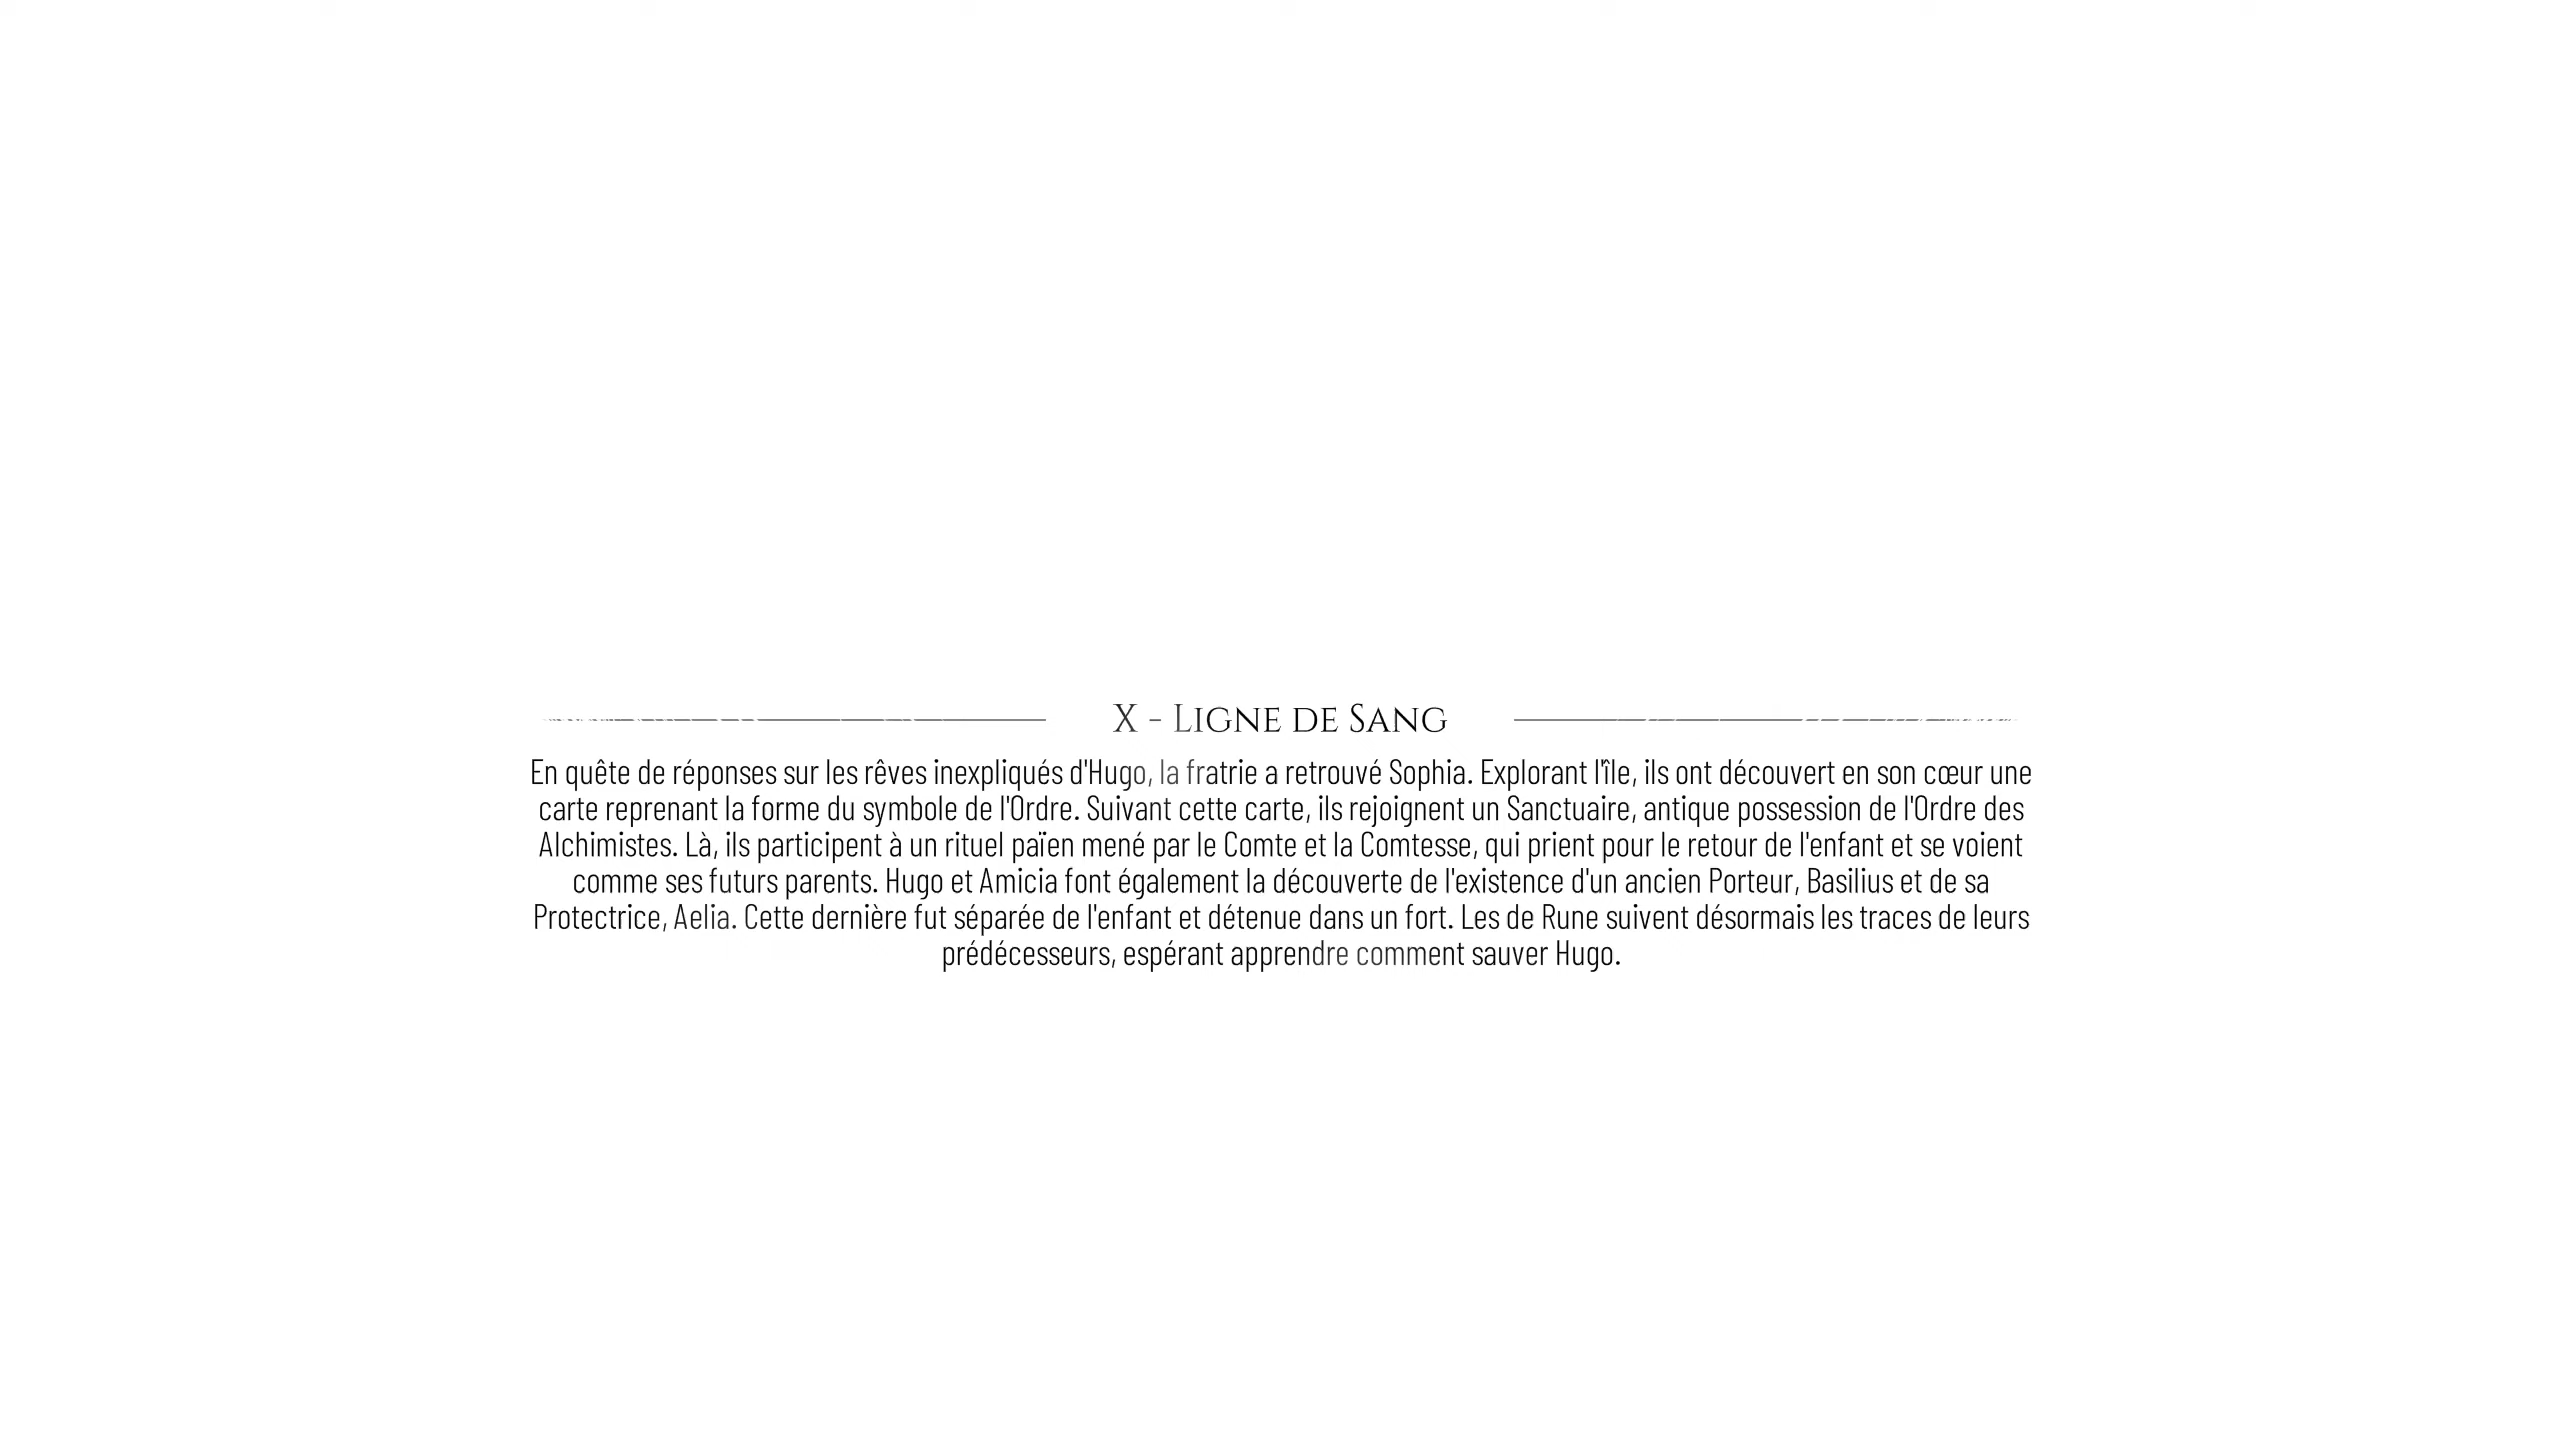 X - Ligne de Sang
En quête de réponses sur les rêves inexpliqués d'Hugo, la fratrie a retrouvé Sophia. Explorant l'île, ils ont découvert en son cœur une
carte reprenant la forme du symbole de l'Ordre. Suivant cette carte, ils rejoignent un Sanctuaire, antique possession de l'Ordre des
Alchimistes. Là, ils participent à un rituel païen mené par le Comte et la Comtesse, qui prient pour le retour de l'enfant et se voient
comme ses futurs parents. Hugo et Amicia font également la découverte de l'existence d'un ancien Porteur, Basilius et de sa
Protectrice, Aelia. Cette dernière fut séparée de l'enfant et détenue dans un fort. Les de Rune suivent désormais les traces de leurs
prédécesseurs, espérant apprendre comment sauver Hugo.